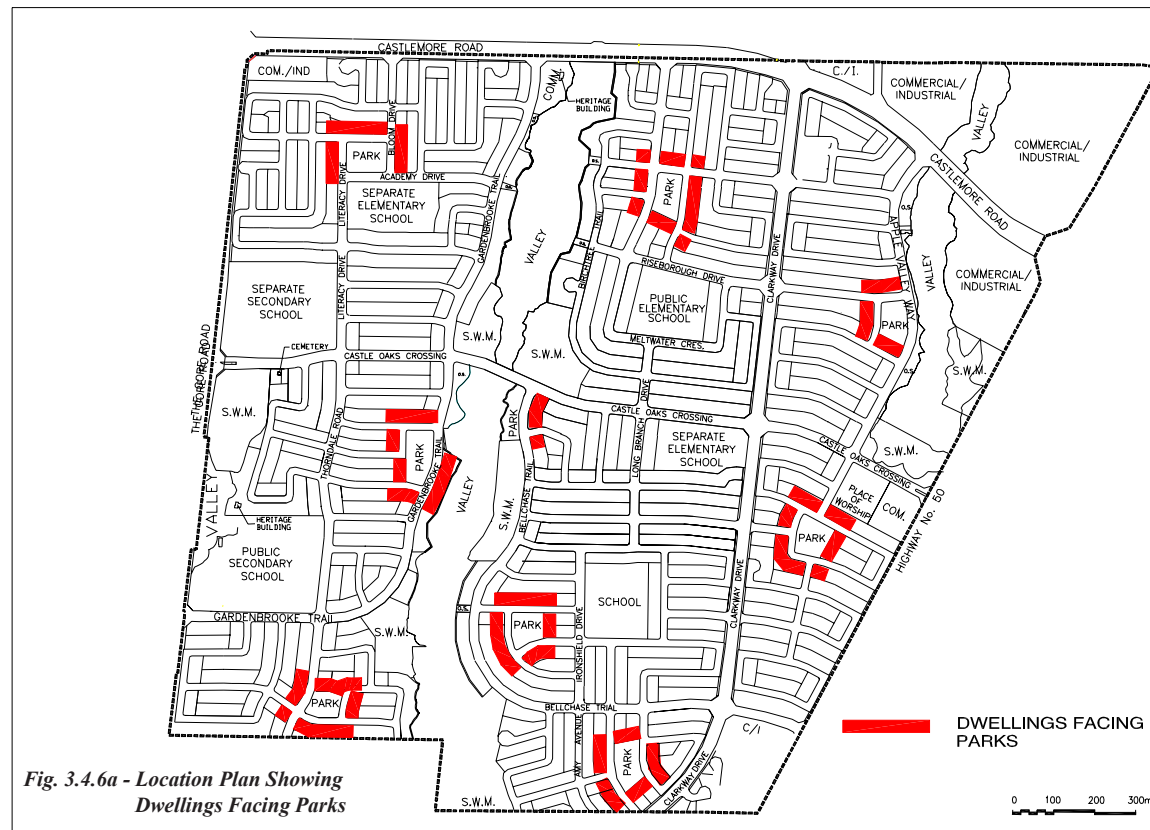 CASTLEMORE ROAD
COM./IND
COMM.
HERITAGE
BUILDING
C./I.
COMMERCIAL/
INDUSTRIAL
VALLEY
COMMERCIAL/
INDUSTRIAL
CASTLEMORE ROAD
BLOOM DRIVE
PARK
ACADEMY DRIVE
LITERACY DRIVE
SEPARATE
ELEMENTARY
SCHOOL
GARDENBROOKE TRAIL
VALLEY
O.S.
PARK
BIRCHTREE TRAIL
O.S.
RISEBOROUGH DRIVE
CLARKWAY DRIVE
O.S.
APPLE VALLEY WAY
VALLEY
COMMERCIAL/
INDUSTRIAL
SEPARATE
SECONDARY
SCHOOL
LITERACY DRIVE
PUBLIC
ELEMENTARY
SCHOOL
PARK
THE GORE ROAD
CEMETERY
S.W.M.
S.W.M.
MELTWATER CRES.
S.W.M.
CASTLE OAKS CROSSING
O.S.
O.S.
S.W.M.
PARK
LONG BRANCH DRIVE
CASTLE OAKS CROSSING
THORNDALE ROAD
PARK
GARDENBROOKE TRAIL
VALLEY
SEPARATE
ELEMENTARY
SCHOOL
CASTLE OAKS CROSSING
S.W.M.
VALLEY
HERITAGE
BUILDING
S.W.M.
BELLCHASE TRAIL
PLACE
OF
WORSHIP
COM.
PARK
HIGHWAY No. 50
PUBLIC
SECONDARY
SCHOOL
CLARKWAY DRIVE
GARDENBROOKE TRAIL
S.W.M.
O.S.
PARK
IRONSHIELD DRIVE
SCHOOL
PARK
BELLCHASE TRIAL
AMY AVENUE
PARK
CLARKWAY DRIVE
C/I
S.W.M.
DWELLINGS FACING
PARKS
Fig. 3.4.6a - Location Plan Showing
Dwellings Facing Parks
0 100 200 300m